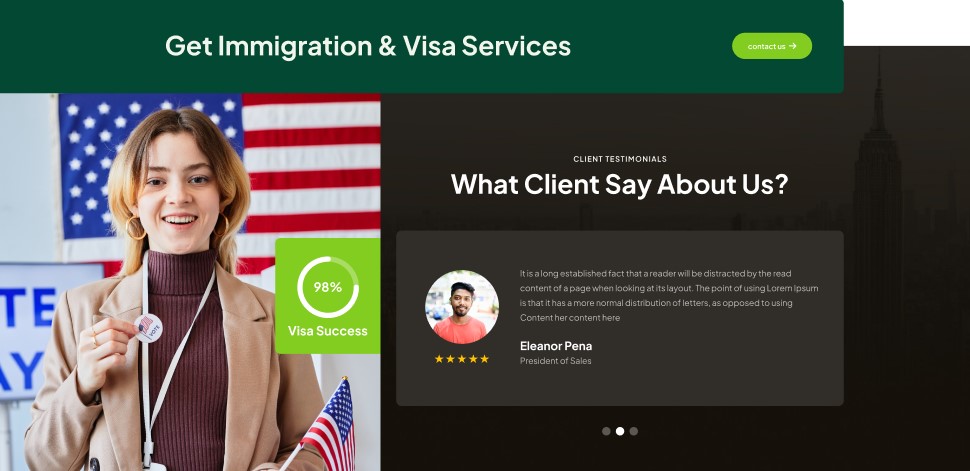 Get Immigration & Visa Services
contact us →
CLIENT TESTIMONIALS
What Client Say About Us?
98%
Visa Success
It is a long established fact that a reader will be distracted by the read
content of a page when looking at its layout. The point of using Lorem Ipsum
is that it has a more normal distribution of letters, as opposed to using
Content her content here
★★★★★
Eleanor Pena
President of Sales
TE
AY
VOTE